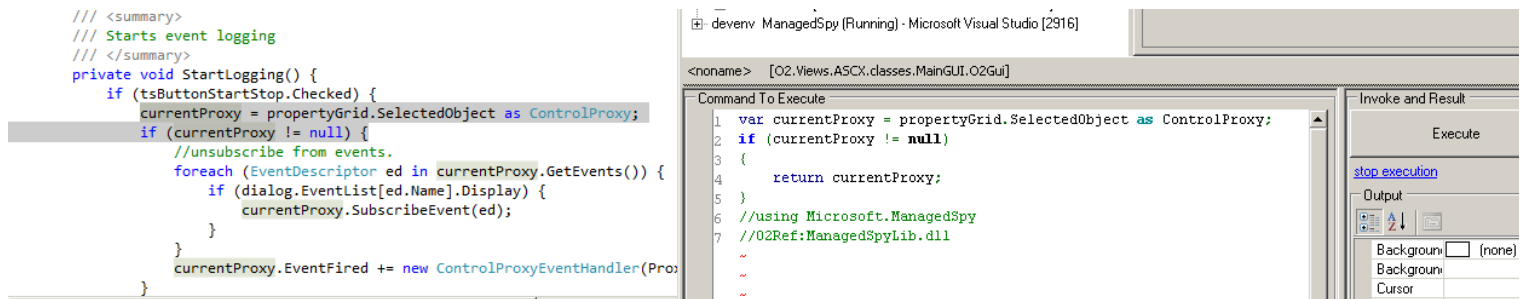 /// <summary>
/// Starts event logging
/// </summary>
private void StartLogging() {
if (tsButtonStartStop.Checked) {
currentProxy = propertyGrid.SelectedObject as ControlProxy;
if (currentProxy != null) {
//unsubscribe from events.
foreach (EventDescriptor ed in currentProxy.GetEvents()) {
if (dialog.EventList[ed.Name].Display) {
currentProxy.SubscribeEvent(ed);
}
}
currentProxy.EventFired += new ControlProxyEventHandler(Pro
}
devenv ManagedSpy (Running) - Microsoft Visual Studio [2916]
<noname> [O2.Views.ASCX.classes.MainGUI.O2Gui]
Command To Execute
1 var currentProxy = propertyGrid.SelectedObject as ControlProxy;
2 if (currentProxy != null)
3 {
4 return currentProxy;
5 }
6 //using Microsoft.ManagedSpy
7 //O2Ref:ManagedSpyLib.dll
~
~
~
Invoke and Result
Execute
stop execution
Output
Backgroun (none)
Backgroun
Cursor